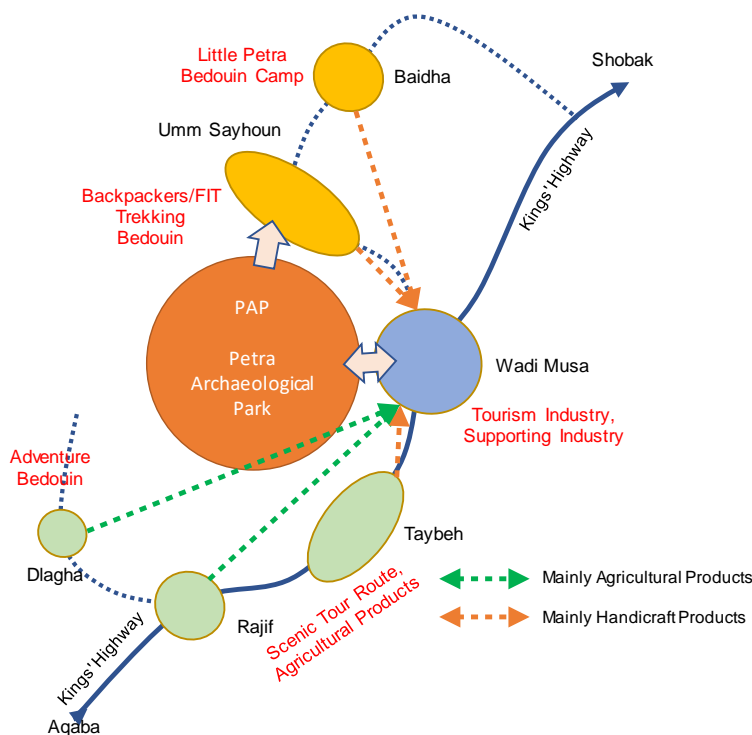 Little Petra
Bedouin Camp
Baidha
Shobak
Umm Sayhoun
Kings' Highway
Backpackers/FIT
Trekking
Bedouin
PAP
Petra
Archaeological
Park
Wadi Musa
Tourism Industry,
Supporting Industry
Adventure
Bedouin
Taybeh
Dlagha
Mainly Agricultural Products
Rajif
Scenic Tour Route,
Agricultural Products
Mainly Handicraft Products
Kings' Highway
Aqaba